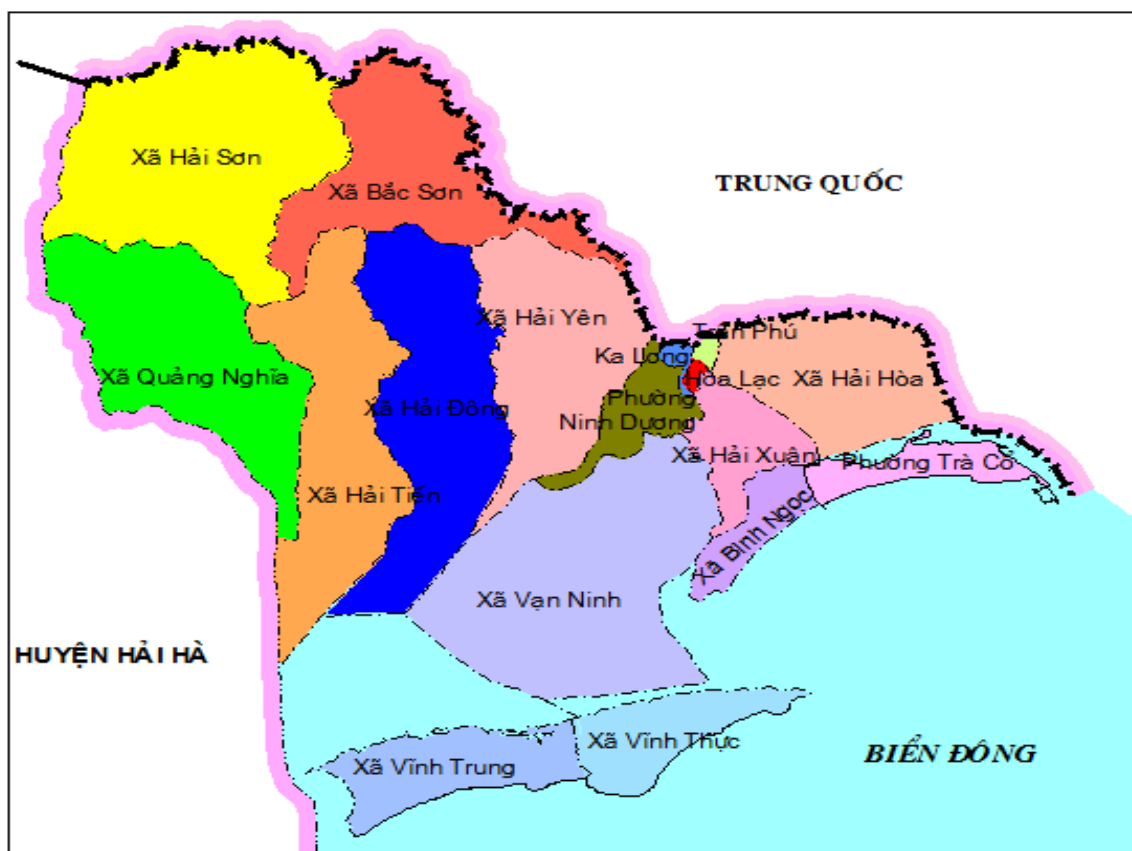 Xã Hải Sơn
Xã Bắc Sơn
TRUNG QUỐC
Xã Hải Yên
Trần Phú
Ka Long
Hòa Lạc
Xã Hải Hòa
Xã Quảng Nghĩa
Xã Hải Đông
Phường
Ninh Dương
Xã Hải Xuân
Phường Trà Cổ
Xã Hải Tiến
Xã Bình Ngọc
Xã Vạn Ninh
HUYỆN HẢI HÀ
Xã Vĩnh Thực
Xã Vĩnh Trung
BIỂN ĐÔNG